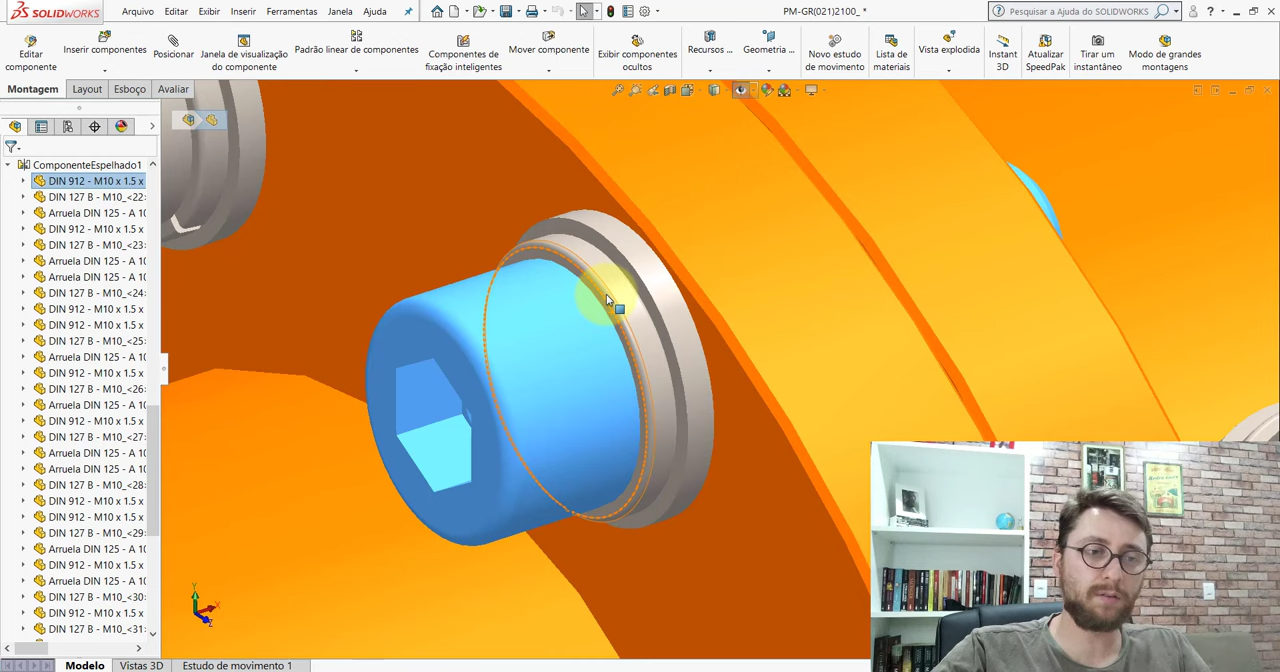 SOLIDWORKS
Arquivo Editar Exibir Inserir Ferramentas Janela Ajuda
PM-GR(021)2100_ *
Pesquisar a Ajuda do SOLIDWORKS
Editar componente
Inserir componentes
Posicionar
Janela de visualização do componente
Padrão linear de componente
Componentes de fixação inteligentes
Mover componente
Exibir componentes ocultos
Recursos ...
Geometria ...
Novo estudo de movimento
Lista de materiais
Vista explodida
Instant 3D
Atualizar SpeedPak
Tirar um instantâneo
Modo de grandes montagens
Montagem Layout Esboço Avaliar
ComponenteEspelhado1
DIN 912 - M10 x 1.5 x
DIN 127 B - M10_<22>
Arruela DIN 125 - A 10
DIN 912 - M10 x 1.5 x
DIN 127 B - M10_<23>
Arruela DIN 125 - A 10
Arruela DIN 125 - A 10
DIN 127 B - M10_<24>
DIN 912 - M10 x 1.5 x
DIN 912 - M10 x 1.5 x
DIN 127 B - M10_<25>
Arruela DIN 125 - A 10
DIN 912 - M10 x 1.5 x
DIN 127 B - M10_<26>
Arruela DIN 125 - A 10
DIN 912 - M10 x 1.5 x
DIN 127 B - M10_<27>
Arruela DIN 125 - A 10
Arruela DIN 125 - A 10
DIN 127 B - M10_<28>
DIN 912 - M10 x 1.5 x
DIN 912 - M10 x 1.5 x
DIN 127 B - M10_<29>
Arruela DIN 125 - A 10
DIN 912 - M10 x 1.5 x
Arruela DIN 125 - A 10
DIN 127 B - M10_<30>
DIN 912 - M10 x 1.5 x
DIN 127 B - M10_<31>
Y
X
Z
Modelo Vistas 3D Estudo de movimento 1